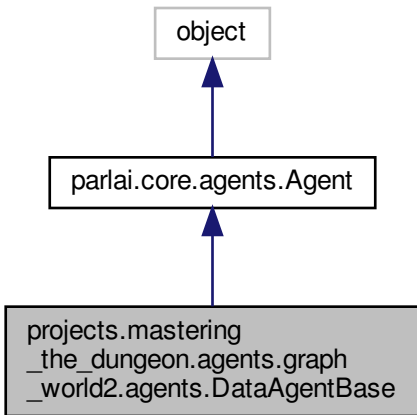 object
parlai.core.agents.Agent
projects.mastering
_the_dungeon.agents.graph
_world2.agents.DataAgentBase